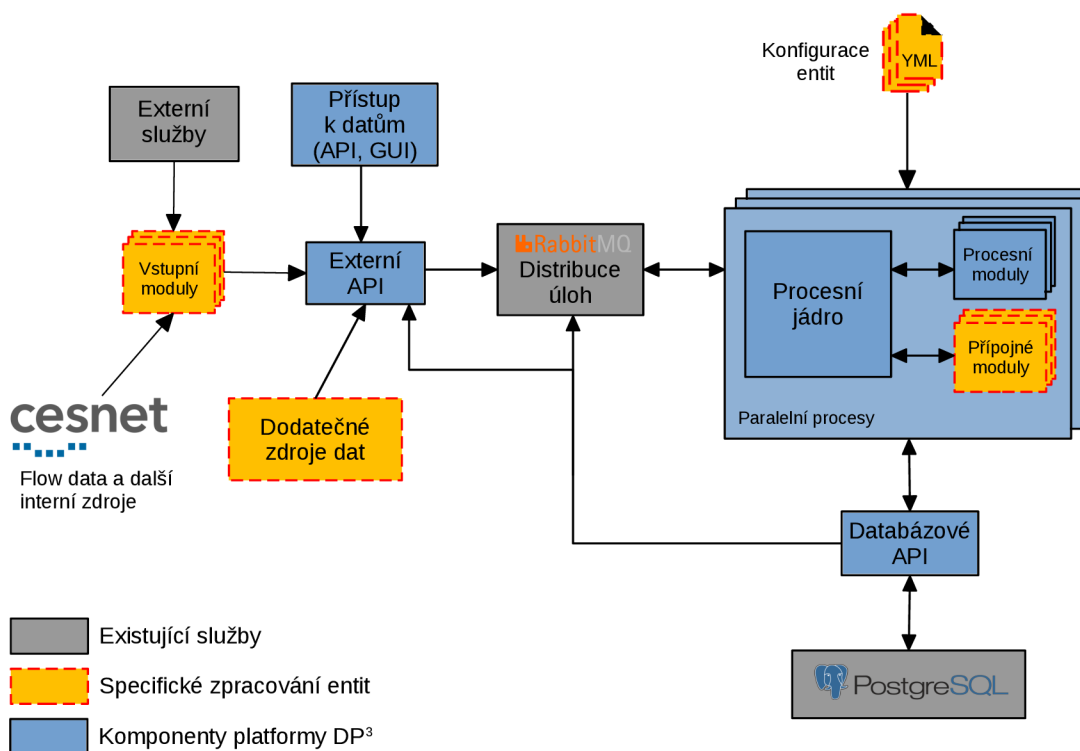 Konfigurace
entit
YML
Externí
služby
Přístup
k datům
(API, GUI)
Vstupní
moduly
Externí
API
RabbitMQ
Distribuce
úloh
Procesní
jádro
Procesní
moduly
Přípojné
moduly
Paralelní procesy
cesnet
Flow data a další
interní zdroje
Dodatečné
zdroje dat
Databázové
API
PostgreSQL
Existující služby
Specifické zpracování entit
Komponenty platformy DP³